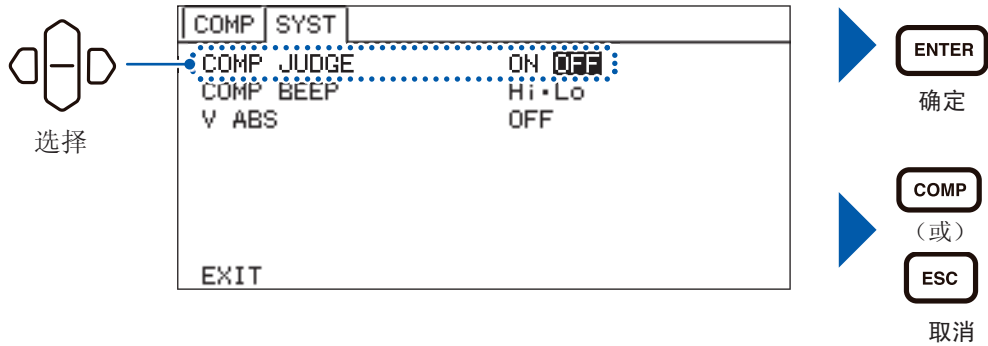 COMP SYST
COMP JUDGE ON OFF
COMP BEEP Hi・Lo
V ABS OFF
EXIT
选择
ENTER
确定
COMP
（或）
ESC
取消